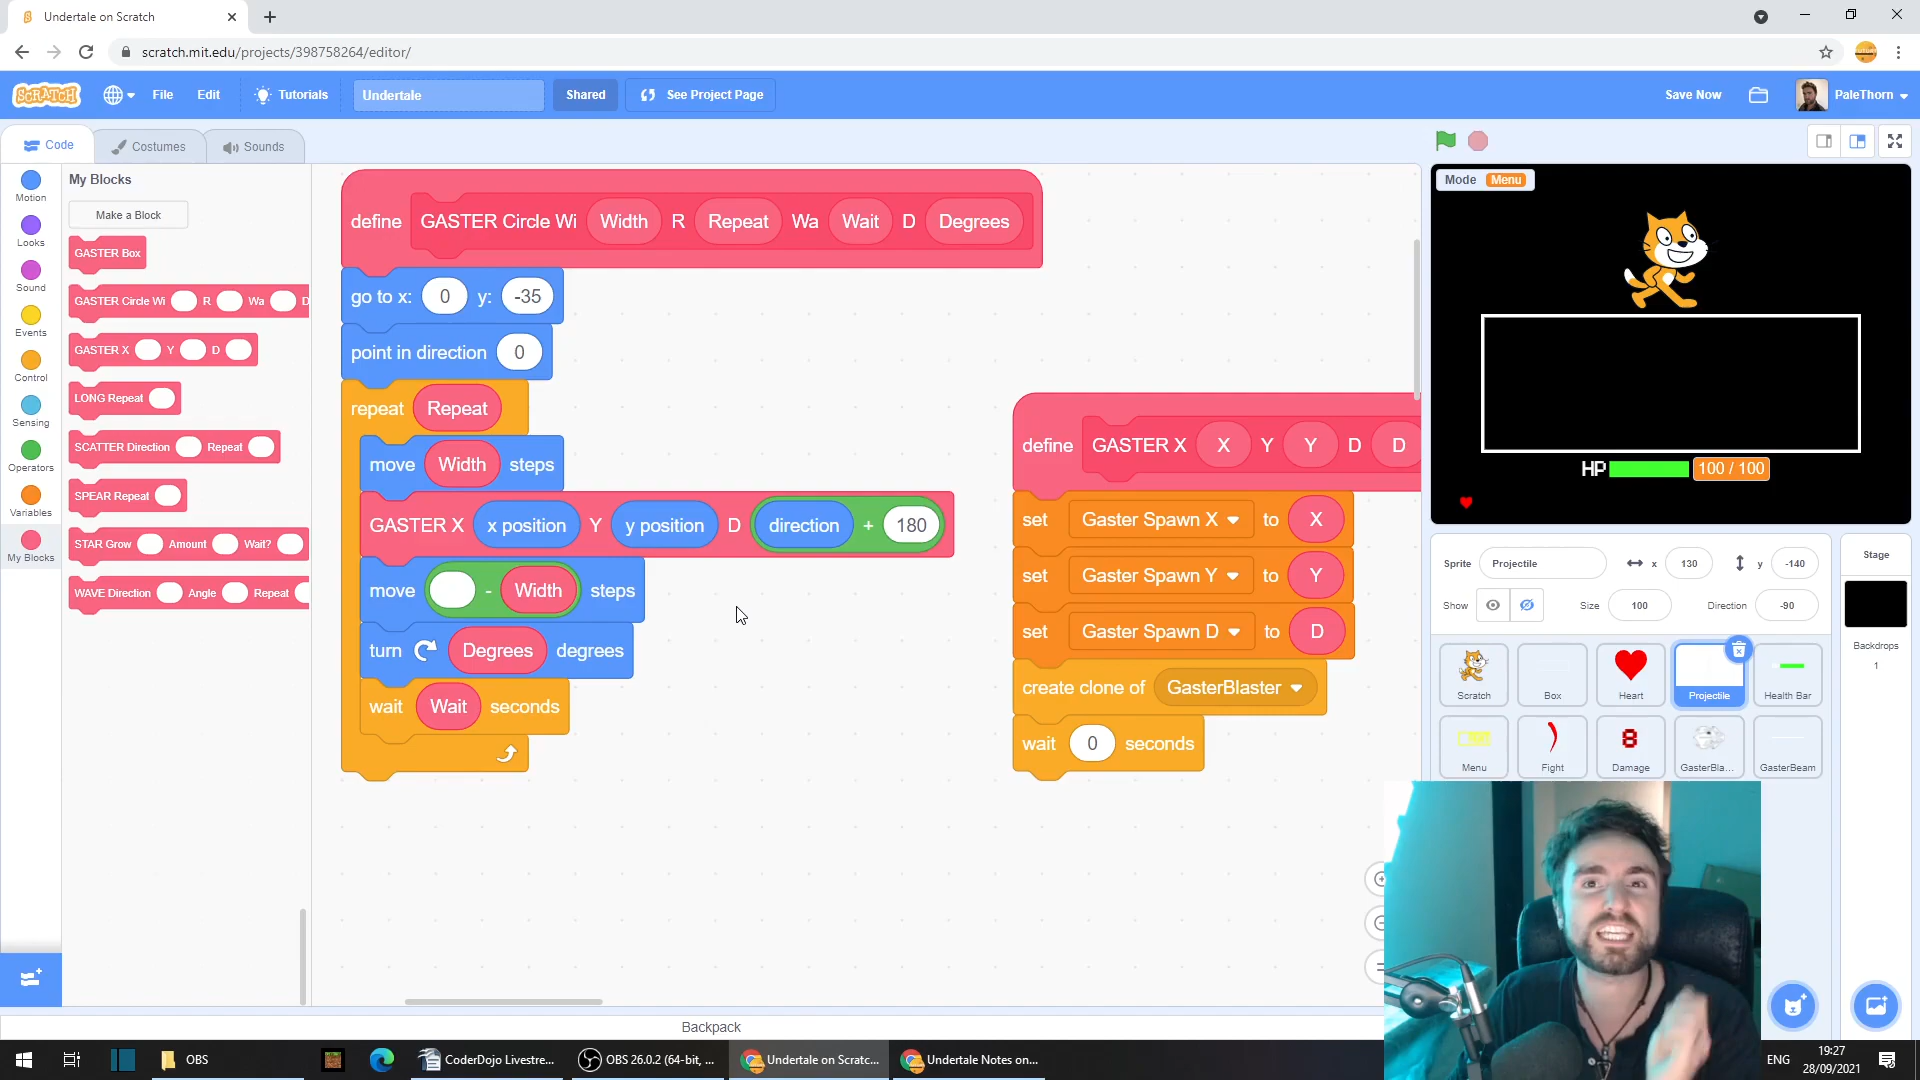 Undertale on Scratch
scratch.mit.edu/projects/398758264/editor/
SCRATCH
File
Edit
Tutorials
Undertale
Shared
See Project Page
Save Now
PaleThorn
Code
Costumes
Sounds
Motion
Looks
Sound
Events
Control
Sensing
Operators
Variables
My Blocks
My Blocks
Make a Block
GASTER Box
GASTER Circle Wi R Wa D
GASTER X Y D
LONG Repeat
SCATTER Direction Repeat
SPEAR Repeat
STAR Grow Amount Wait?
WAVE Direction Angle Repeat
define GASTER Circle Wi Width R Repeat Wa Wait D Degrees
go to x: 0 y: -35
point in direction 0
repeat Repeat
move Width steps
GASTER X x position Y y position D direction + 180
move - Width steps
turn Degrees degrees
wait Wait seconds
define GASTER X X Y Y D D
set Gaster Spawn X to X
set Gaster Spawn Y to Y
set Gaster Spawn D to D
create clone of GasterBlaster
wait 0 seconds
Mode Menu
HP 100 / 100
Sprite Projectile x 130 y -140
Show Size 100 Direction -90
Scratch
Box
Heart
Projectile
Health Bar
Menu
Fight
8
Damage
GasterBla...
GasterBeam
Stage
Backdrops
1
Backpack
OBS
CoderDojo Livestre...
OBS 26.0.2 (64-bit, ...
Undertale on Scratc...
Undertale Notes on...
ENG
19:27
28/09/2021